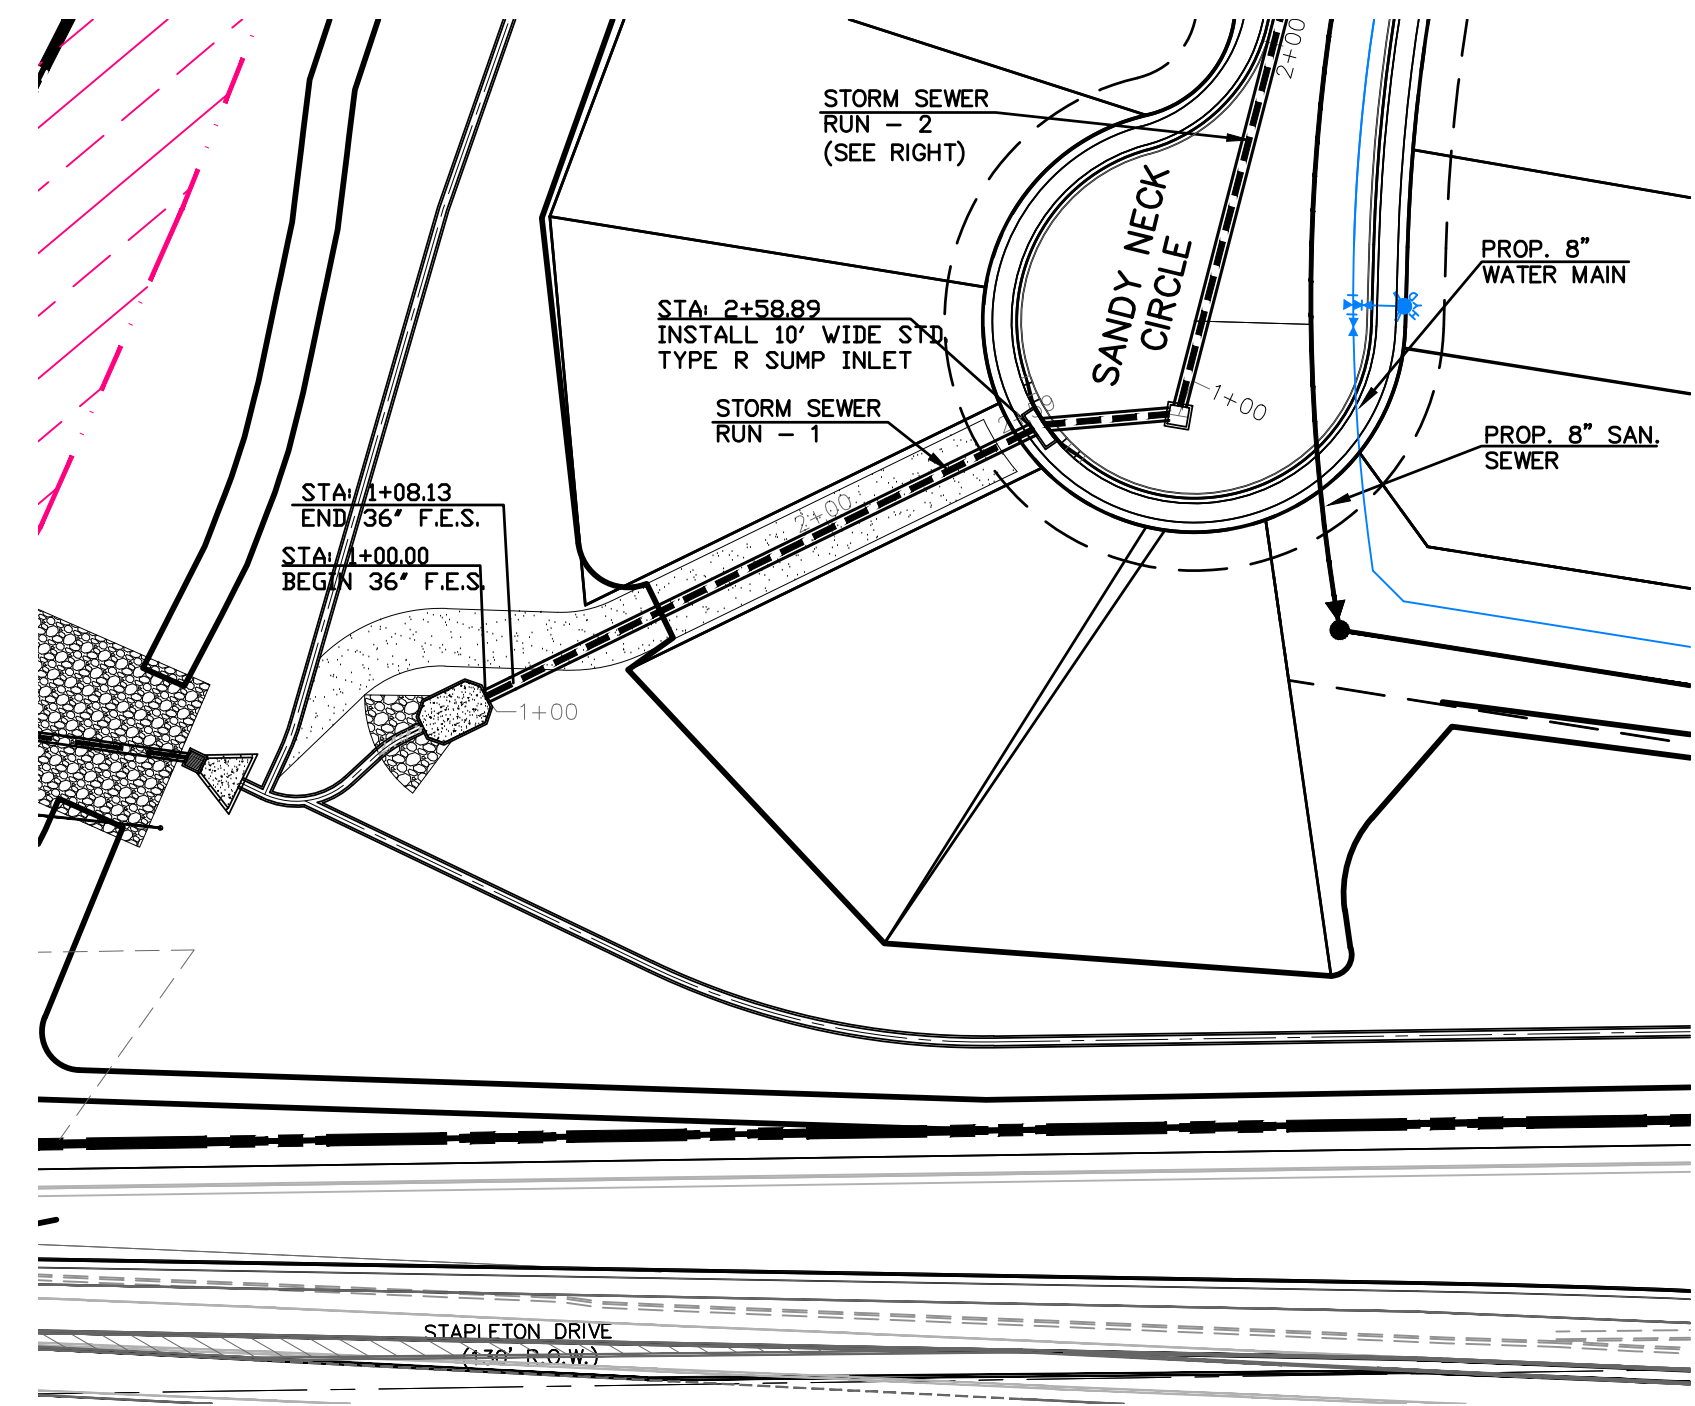 2+00
STORM SEWER
RUN - 2
(SEE RIGHT)
SANDY NECK
CIRCLE
PROP. 8"
WATER MAIN
STA: 2+58.89
INSTALL 10' WIDE STD.
TYPE R SUMP INLET
1+00
STORM SEWER
RUN - 1
PROP. 8" SAN.
SEWER
2+00
STA: 1+08.13
END 36" F.E.S.
STA: 1+00.00
BEGIN 36" F.E.S.
1+00
STAPLETON DRIVE
(130' R.O.W.)